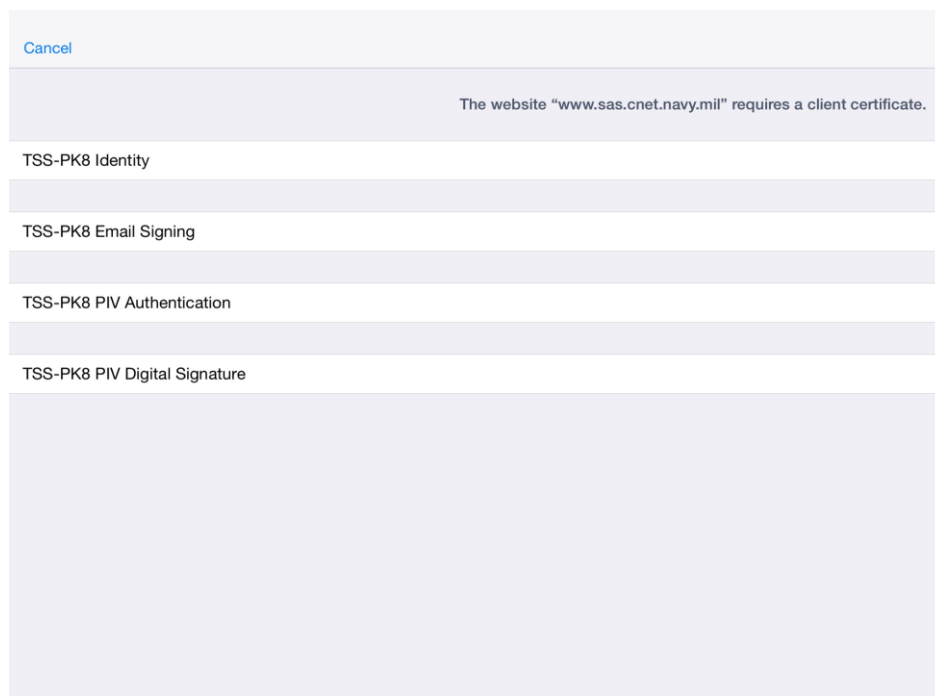 Cancel
The website “www.sas.cnet.navy.mil” requires a client certificate.
TSS-PK8 Identity
TSS-PK8 Email Signing
TSS-PK8 PIV Authentication
TSS-PK8 PIV Digital Signature